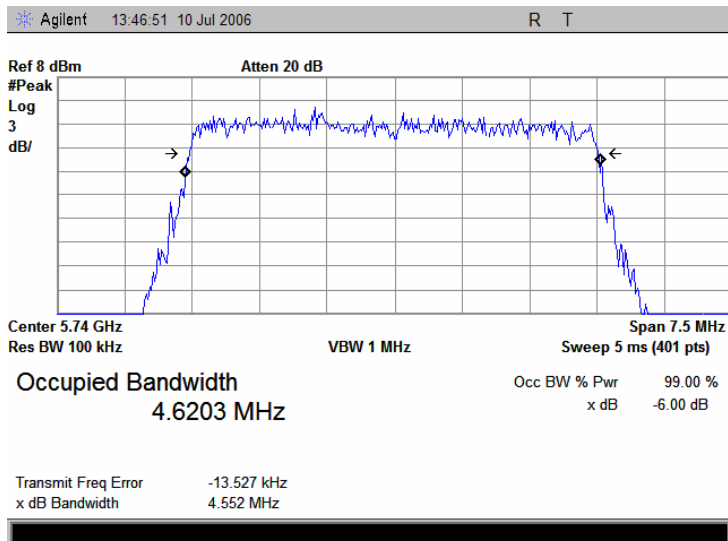 Agilent 13:46:51 10 Jul 2006 R T
Ref 8 dBm Atten 20 dB
#Peak
Log
3
dB/
Center 5.74 GHz Span 7.5 MHz
Res BW 100 kHz VBW 1 MHz Sweep 5 ms (401 pts)
Occupied Bandwidth Occ BW % Pwr 99.00 %
4.6203 MHz x dB -6.00 dB
Transmit Freq Error -13.527 kHz
x dB Bandwidth 4.552 MHz